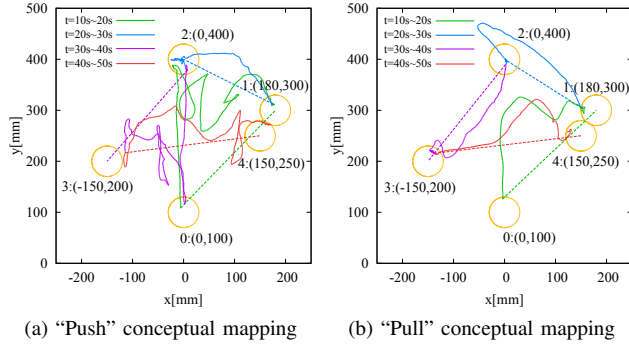 t=10s~20s
t=20s~30s
t=30s~40s
t=40s~50s
2:(0,400)
1:(180,300)
4:(150,250)
3:(-150,200)
0:(0,100)
500
400
300
200
100
0
y[mm]
-200 -100 0 100 200
x[mm]
(a) “Push” conceptual mapping
t=10s~20s
t=20s~30s
t=30s~40s
t=40s~50s
2:(0,400)
1:(180,300)
4:(150,250)
3:(-150,200)
0:(0,100)
500
400
300
200
100
0
y[mm]
-200 -100 0 100 200
x[mm]
(b) “Pull” conceptual mapping